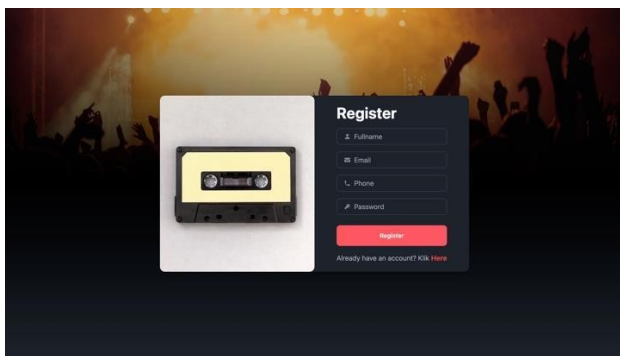 Register
Fullname
Email
Phone
Password
Register
Already have an account? Klik Here